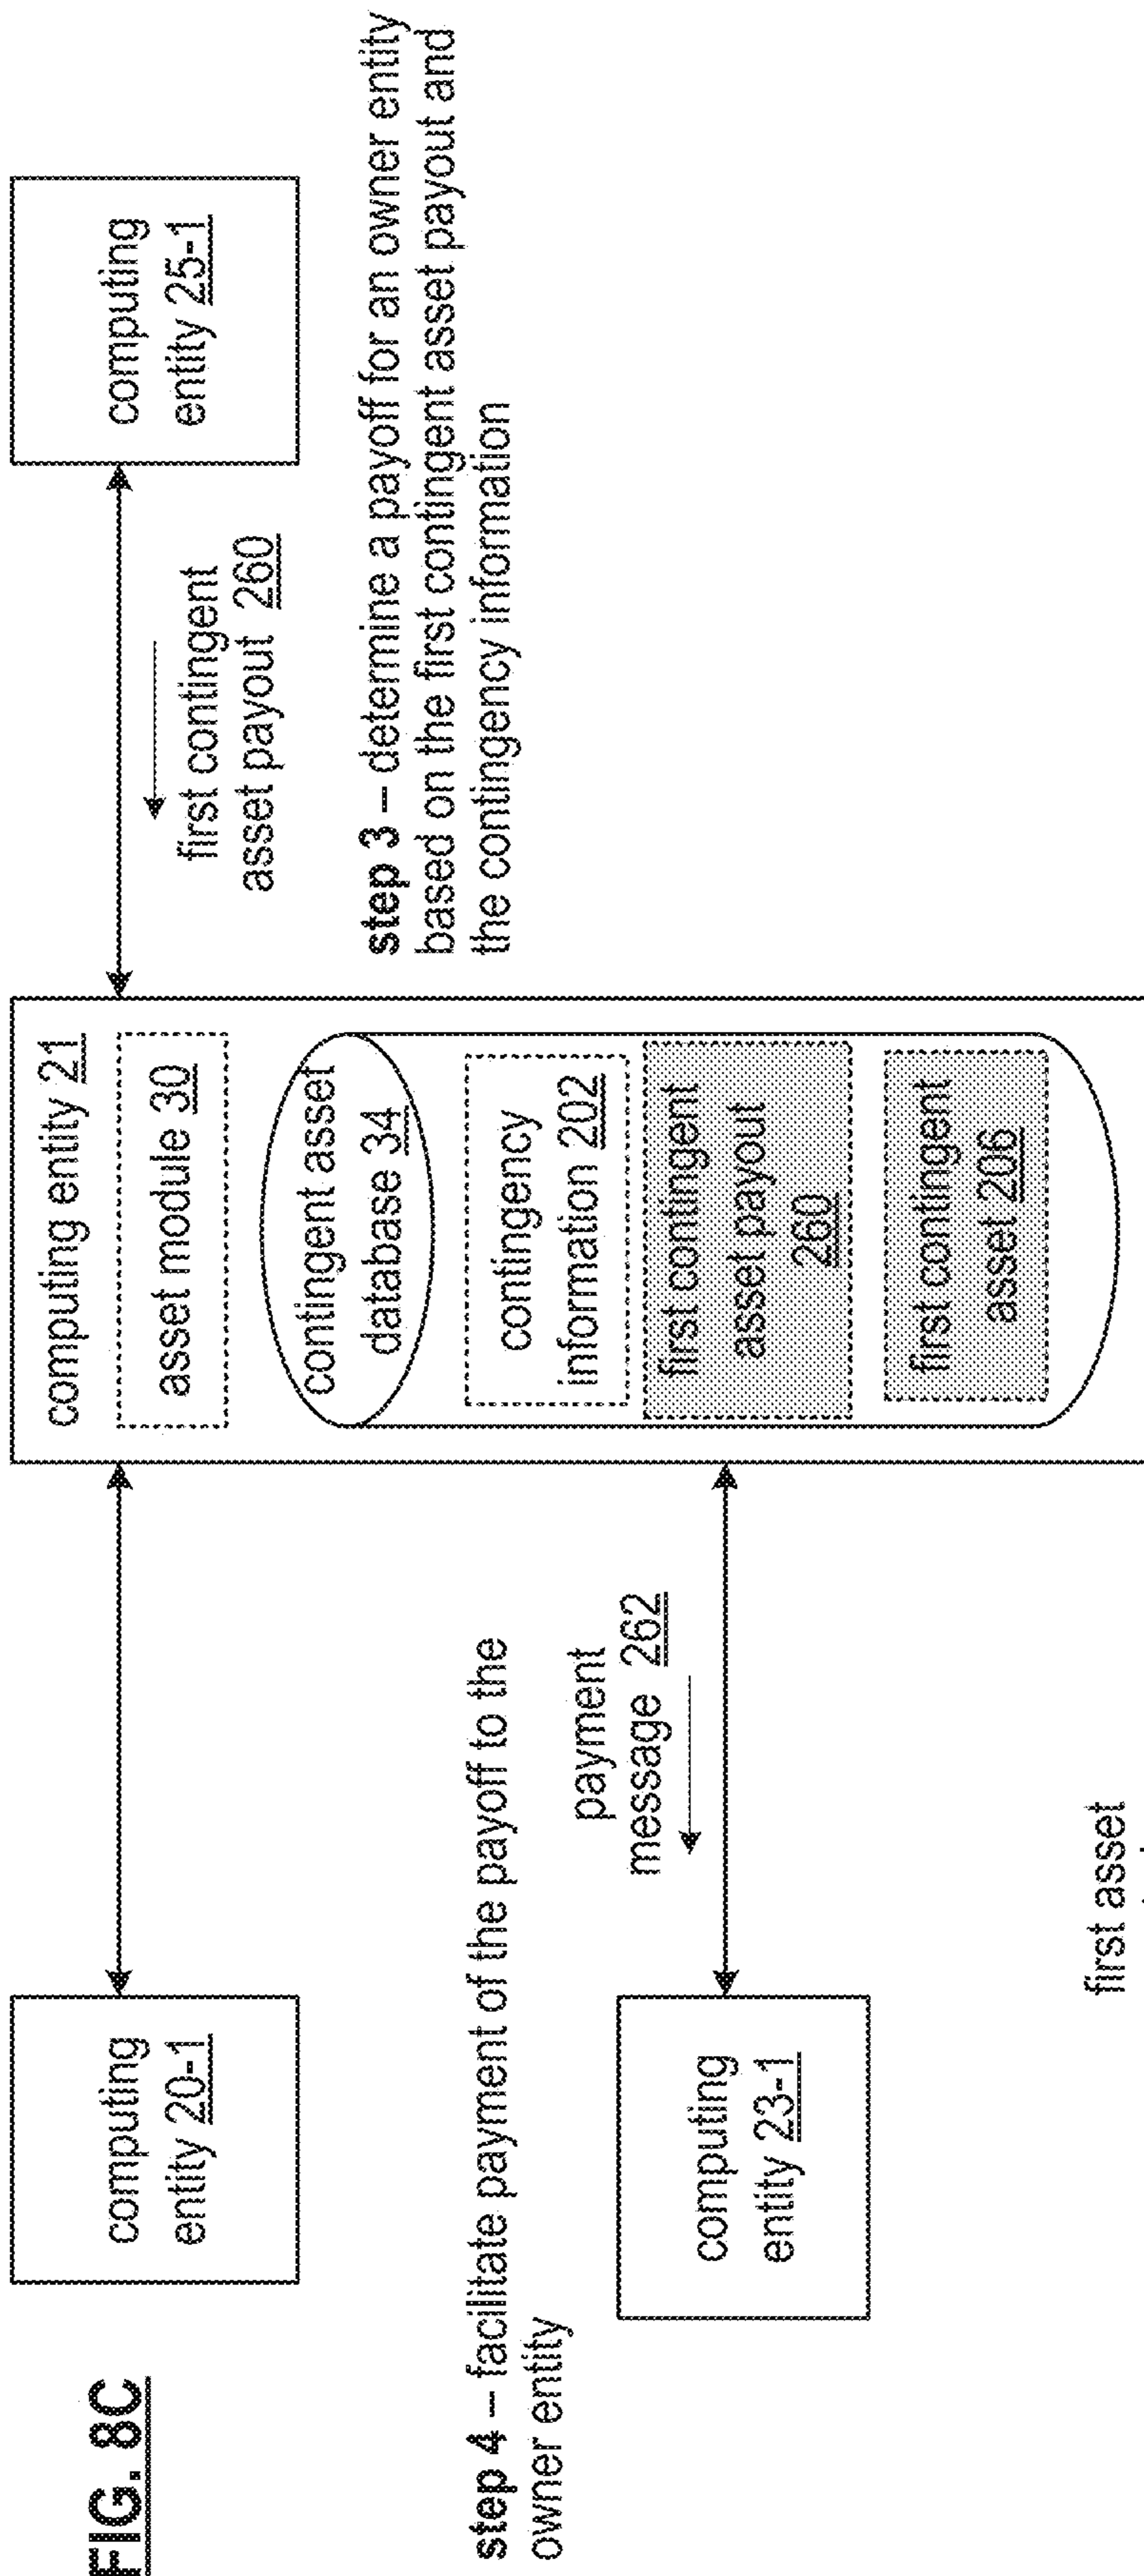 FIG. 8C
computing
entity 20-1
computing entity 21
asset module 30
contingent asset
database 34
contingency
information 202
first contingent
asset payout
260
first contingent
asset 206
computing
entity 25-1
first contingent
asset payout 260
step 3 – determine a payoff for an owner entity
based on the first contingent asset payout and
the contingency information
step 4 – facilitate payment of the payoff to the
owner entity
payment
message 262
computing
entity 23-1
first asset